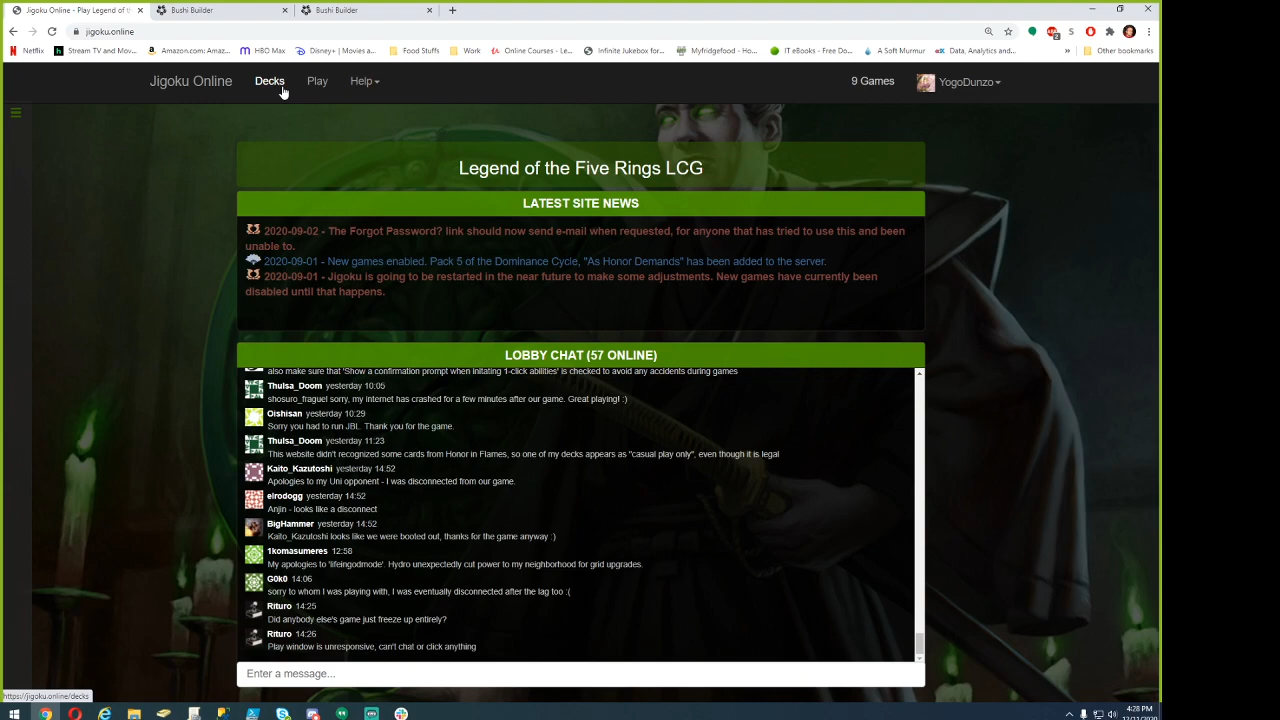 Jigoku Online - Play Legend of t
Bushi Builder
Bushi Builder
jigoku.online
Netflix
Stream TV and Mov...
Amazon.com: Amaz...
HBO Max
Disney+ | Movies a...
Food Stuffs
Work
Online Courses - Le...
Infinite Jukebox for...
Myfridgefood - Ho...
IT eBooks - Free Do...
A Soft Murmur
Data, Analytics and...
»
Other bookmarks
Jigoku Online
Decks
Play
Help
9 Games
YogoDunzo
Legend of the Five Rings LCG
LATEST SITE NEWS
2020-09-02 - The Forgot Password? link should now send e-mail when requested, for anyone that has tried to use this and been
unable to.
2020-09-01 - New games enabled. Pack 5 of the Dominance Cycle, "As Honor Demands" has been added to the server.
2020-09-01 - Jigoku is going to be restarted in the near future to make some adjustments. New games have currently been
disabled until that happens.
LOBBY CHAT (57 ONLINE)
also make sure that 'Show a confirmation prompt when initating 1-click abilities' is checked to avoid any accidents during games
Thulsa_Doom yesterday 10:05
shosuro_fraguel sorry, my internet has crashed for a few minutes after our game. Great playing! :)
Oishisan yesterday 10:29
Sorry you had to run JBL. Thank you for the game.
Thulsa_Doom yesterday 11:23
This website didn't recognized some cards from Honor in Flames, so one of my decks appears as "casual play only", even though it is legal
Kaito_Kazutoshi yesterday 14:52
Apologies to my Uni opponent - I was disconnected from our game.
elrodogg yesterday 14:52
Anjin - looks like a disconnect
BigHammer yesterday 14:52
Kaito_Kazutoshi looks like we were booted out, thanks for the game anyway :)
1komasumeres 12:58
My apologies to 'lifeingodmode'. Hydro unexpectedly cut power to my neighborhood for grid upgrades.
G0k0 14:06
sorry to whom I was playing with, I was eventually disconnected after the lag too :(
Rituro 14:25
Did anybody else's game just freeze up entirely?
Rituro 14:26
Play window is unresponsive, can't chat or click anything
Enter a message...
https://jigoku.online/decks
4:28 PM